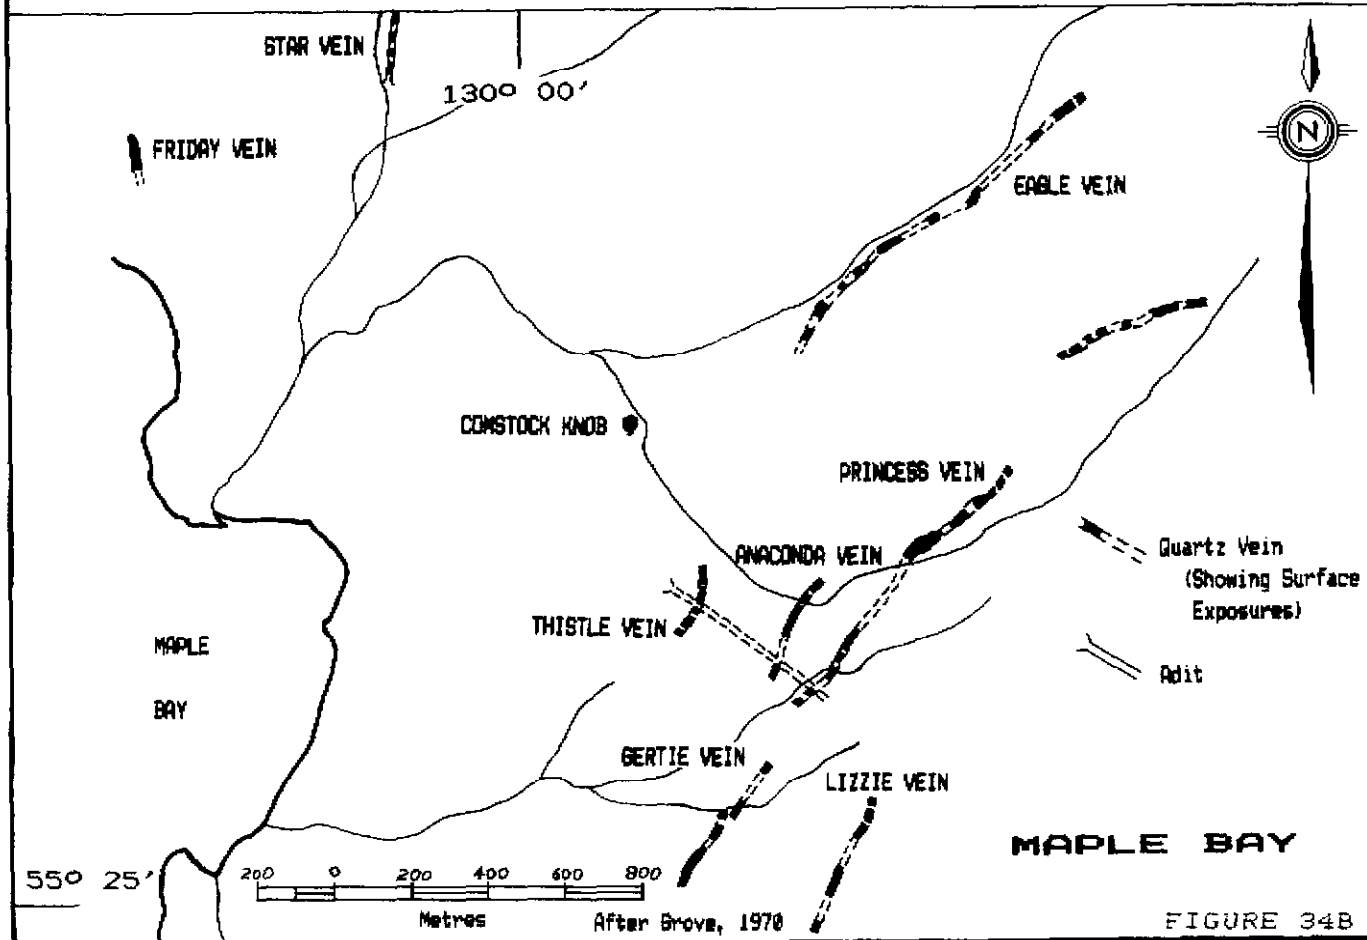 STAR VEIN
130º 00'
FRIDAY VEIN
N
EAGLE VEIN
COMSTOCK KNOB
PRINCESS VEIN
ANACONDA VEIN
Quartz Vein
(Showing Surface
Exposures)
THISTLE VEIN
MAPLE
BAY
Adit
GERTIE VEIN
LIZZIE VEIN
MAPLE BAY
55º 25'
200 0 200 400 600 800
Metres
After Grove, 1970
FIGURE 34B